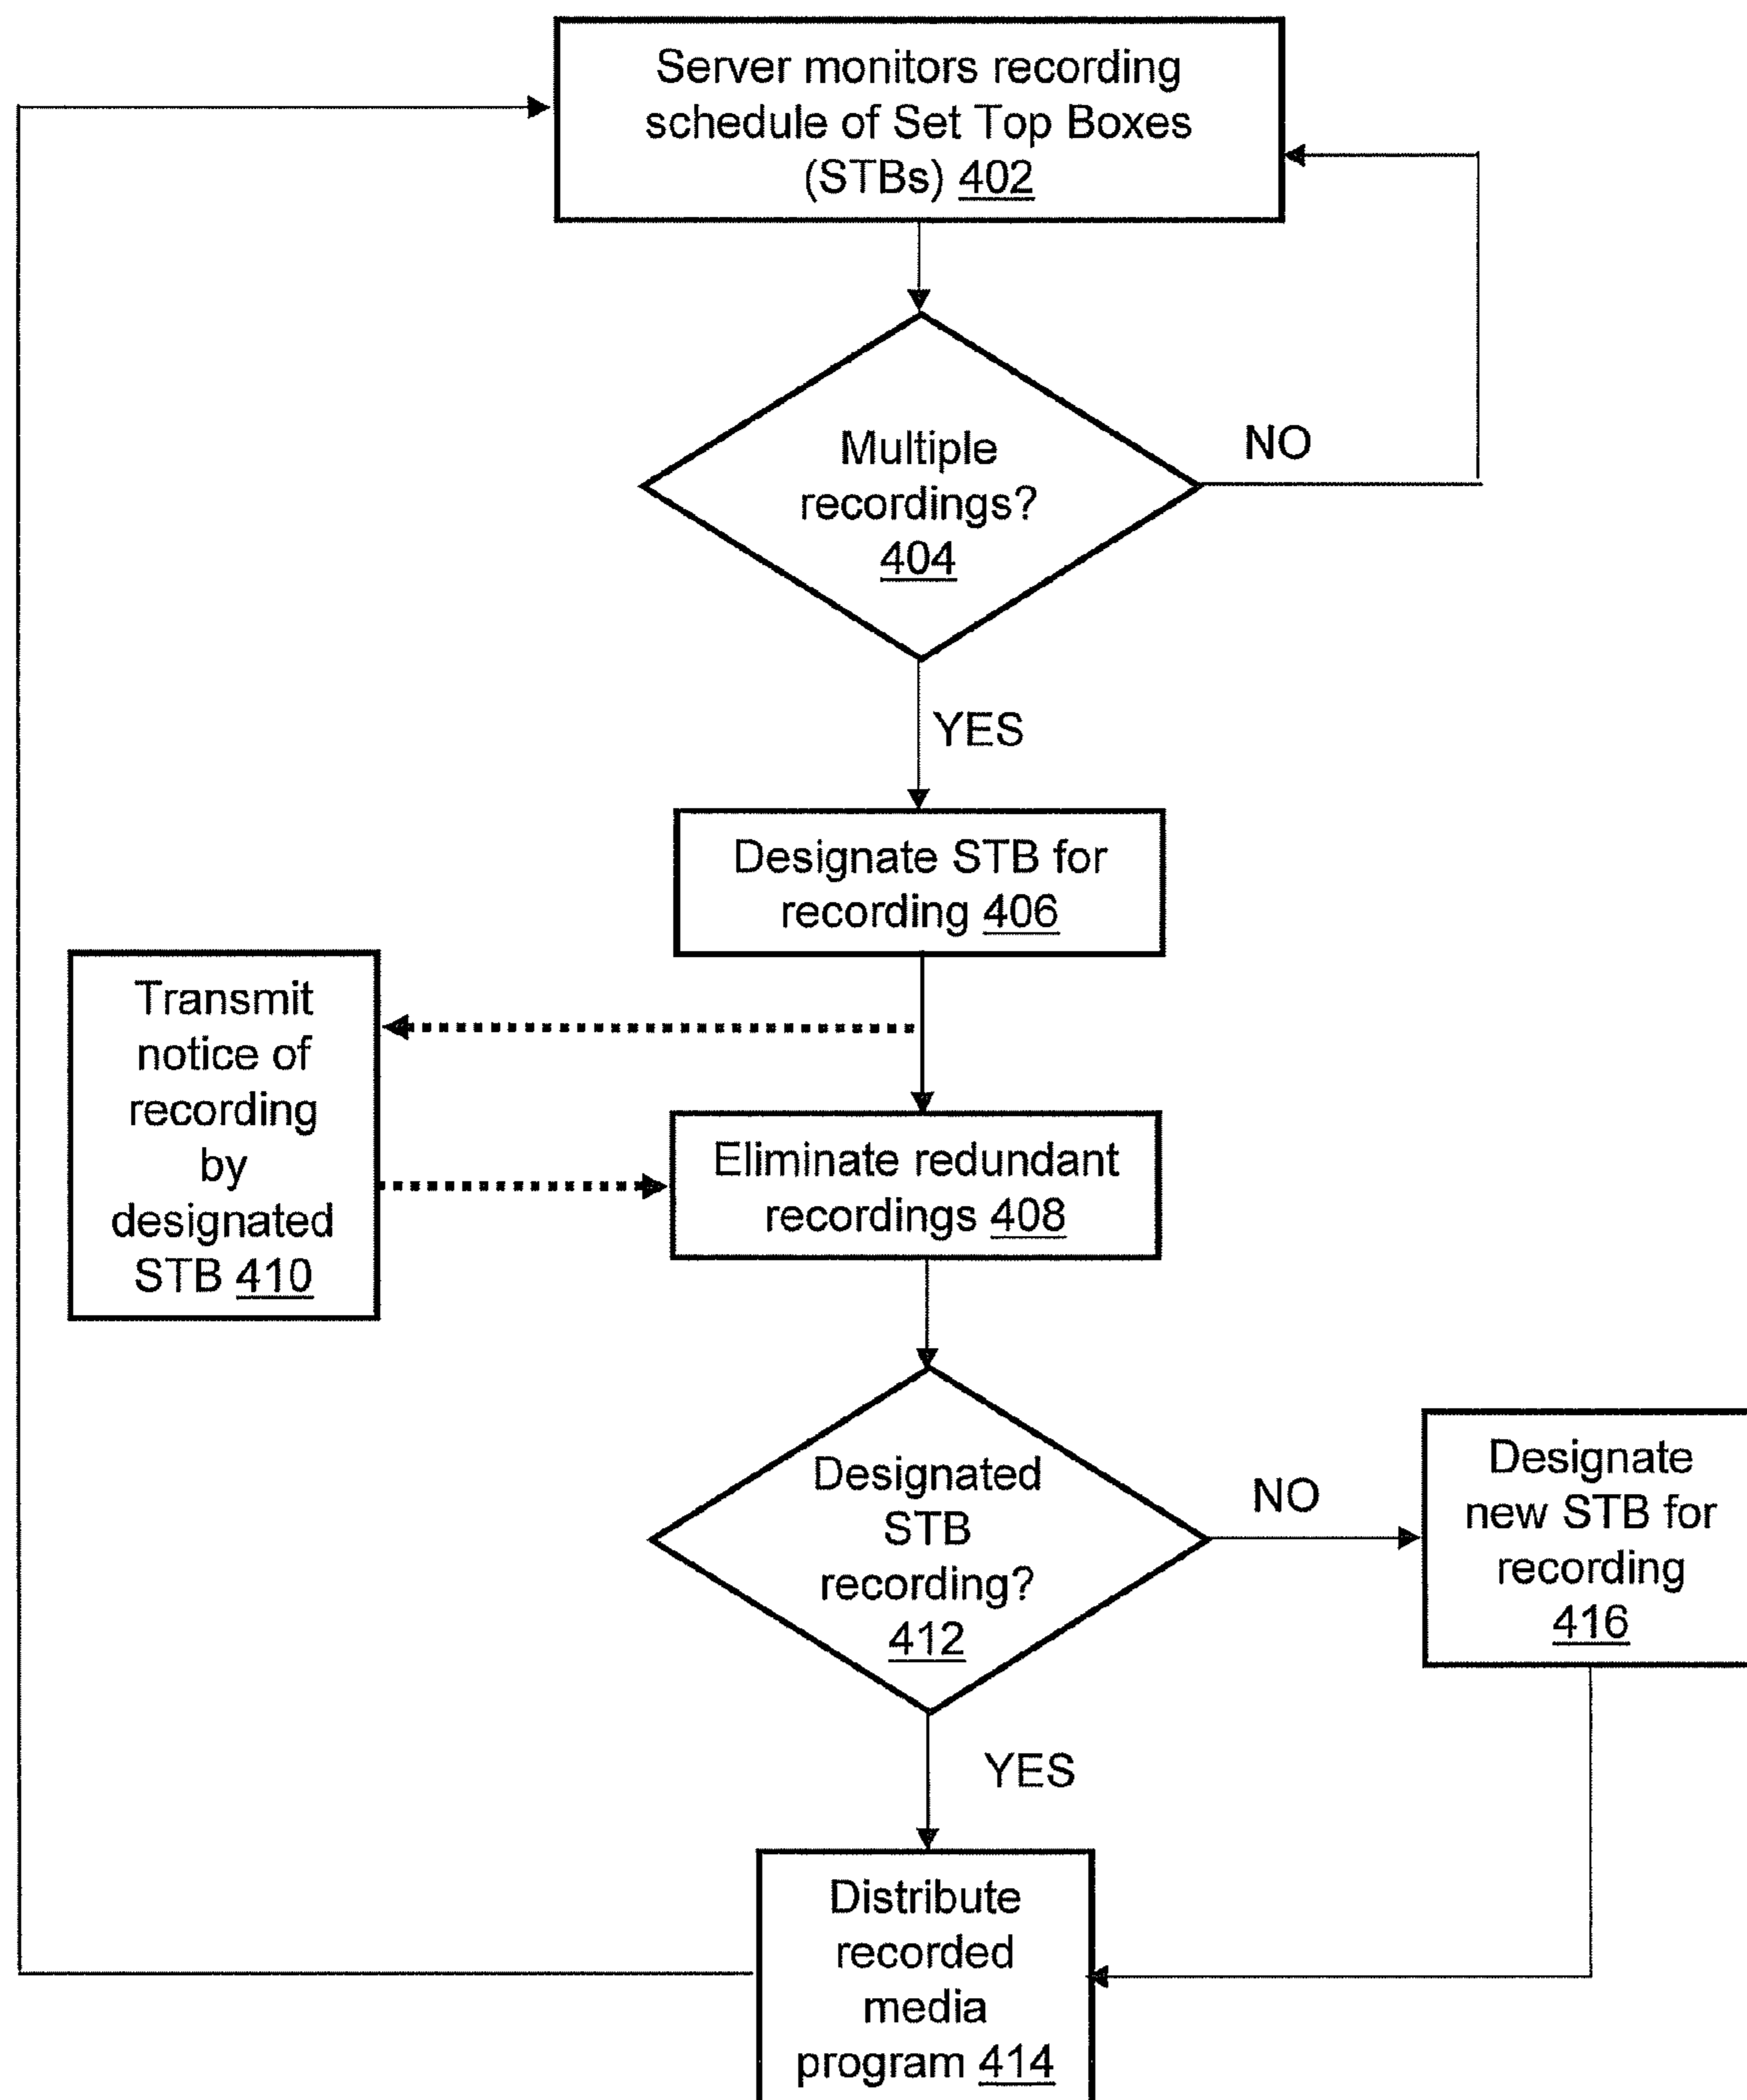 Server monitors recording
schedule of Set Top Boxes
(STBs) 402
Multiple
recordings?
404
NO
YES
Designate STB for
recording 406
Transmit
notice of
recording
by
designated
STB 410
Eliminate redundant
recordings 408
Designated
STB
recording?
412
NO
Designate
new STB for
recording
416
YES
Distribute
recorded
media
program 414